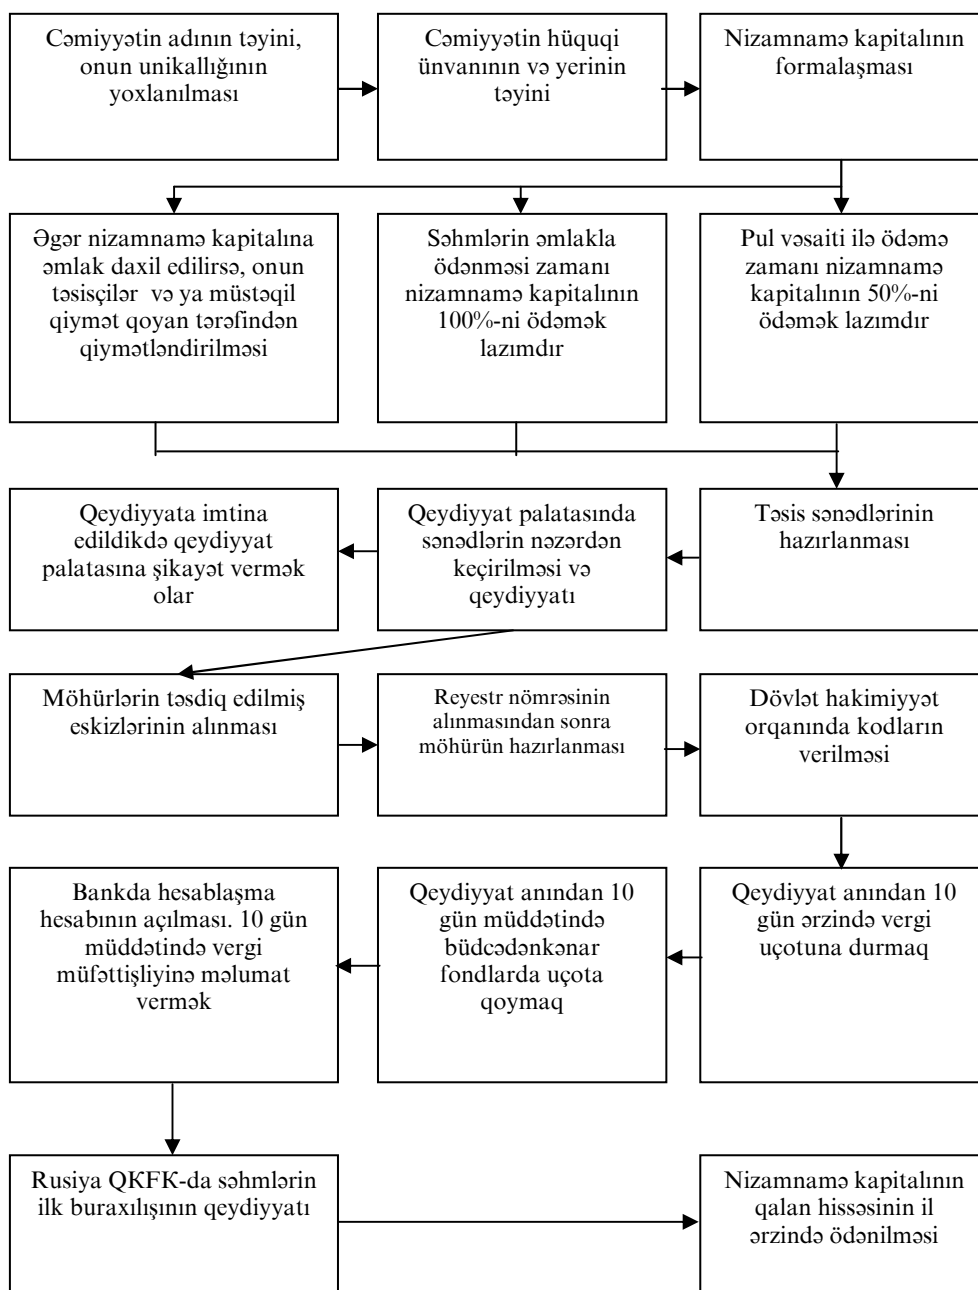 Cəmiyyətin adının təyini,
onun unikallığının
yoxlanılması
Cəmiyyətin hüquqi
ünvanının və yerinin
təyini
Nizamnamə kapitalının
formalaşması
Əgər nizamnamə kapitalına
əmlak daxil edilirsə, onun
təsisçilər və ya müstəqil
qiymət qoyan tərəfindən
qiymətləndirilməsi
Səhmlərin əmlakla
ödənməsi zamanı
nizamnamə kapitalının
100%-ni ödəmək
lazımdır
Pul vəsaiti ilə ödəmə
zamanı nizamnamə
kapitalının 50%-ni
ödəmək lazımdır
Qeydiyyata imtina
edildikdə qeydiyyat
palatasına şikayət vermək
olar
Qeydiyyat palatasında
sənədlərin nəzərdən
keçirilməsi və
qeydiyyatı
Təsis sənədlərinin
hazırlanması
Möhürlərin təsdiq edilmiş
eskizlərinin alınması
Reyestr nömrəsinin
alınmasından sonra
möhürün hazırlanması
Dövlət hakimiyyət
orqanında kodların
verilməsi
Bankda hesablaşma
hesabının açılması. 10 gün
müddətində vergi
müfəttişliyinə məlumat
vermək
Qeydiyyat anından 10
gün müddətində
büdcədənkənar
fondlarda uçota
qoymaq
Qeydiyyat anından 10
gün ərzində vergi
uçotuna durmaq
Rusiya QKFK-da səhmlərin
ilk buraxılışının qeydiyyatı
Nizamnamə kapitalının
qalan hissəsinin il
ərzində ödənilməsi